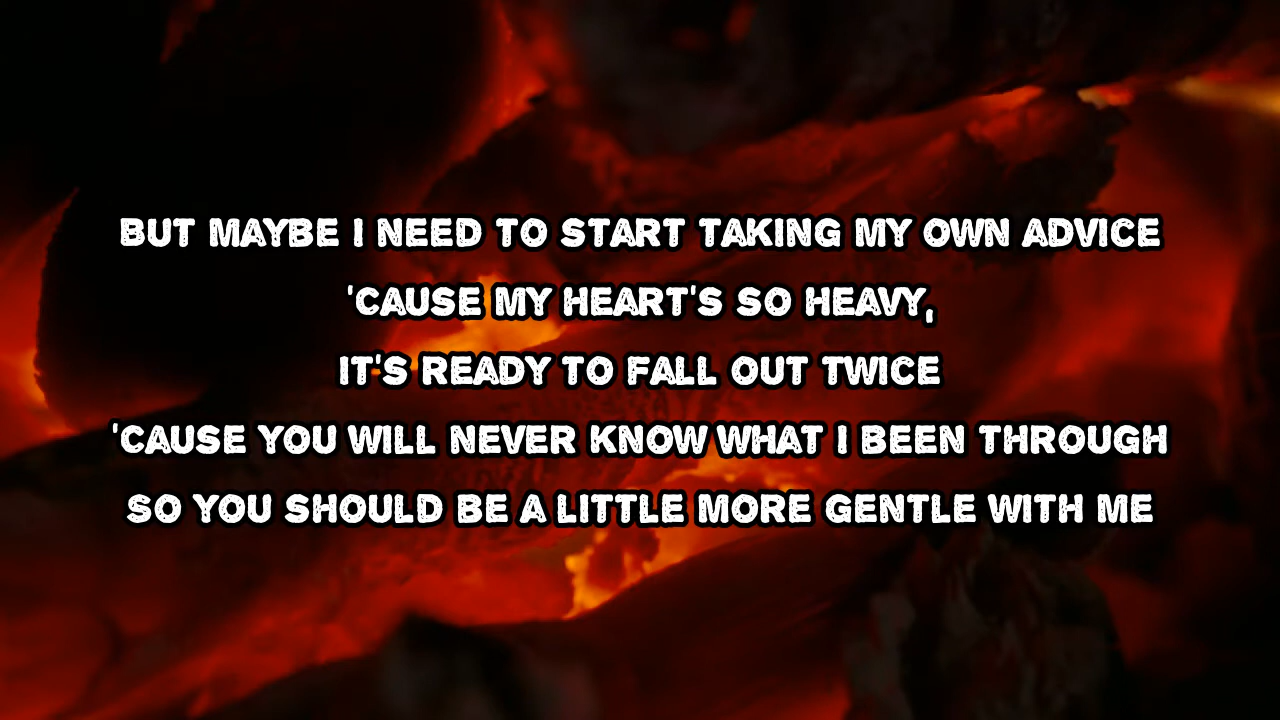 BUT MAYBE I NEED TO START TAKING MY OWN ADVICE
'CAUSE MY HEART'S SO HEAVY,
IT'S READY TO FALL OUT TWICE
'CAUSE YOU WILL NEVER KNOW WHAT I BEEN THROUGH
SO YOU SHOULD BE A LITTLE MORE GENTLE WITH ME